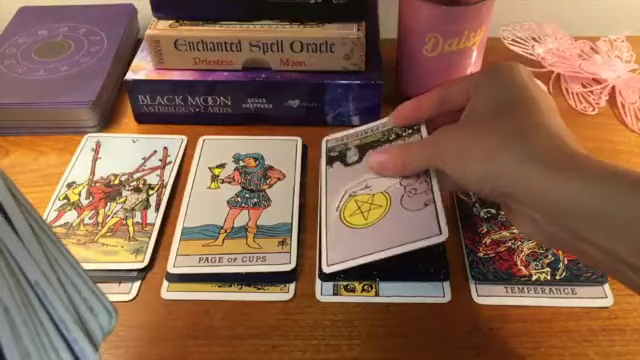 Enchanted Spell Oracle
Priestess Moon
Daisy
BLACK MOON
ASTROLOGY CARDS
V
PAGE OF CUPS
TEMPERANCE